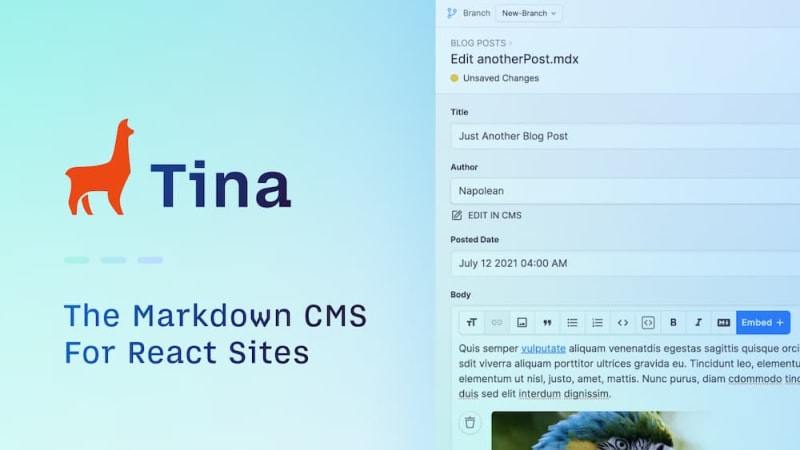 Tina
The Markdown CMS
For React Sites
Branch New-Branch
BLOG POSTS
Edit anotherPost.mdx
Unsaved Changes
Title
Just Another Blog Post
Author
Napolean
EDIT IN CMS
Posted Date
July 12 2021 04:00 AM
Body
B I Embed +
Quis semper vulputate aliquam venenatdis egestas sagittis quisque orci
sdit viverra aliquam porttitor ultrices gravida eu. Tincidunt leo, elementu
elementum ut nisl, justo, amet, mattis. Nunc purus, diam cdommodo tinc
duis sed elit interdum dignissim.